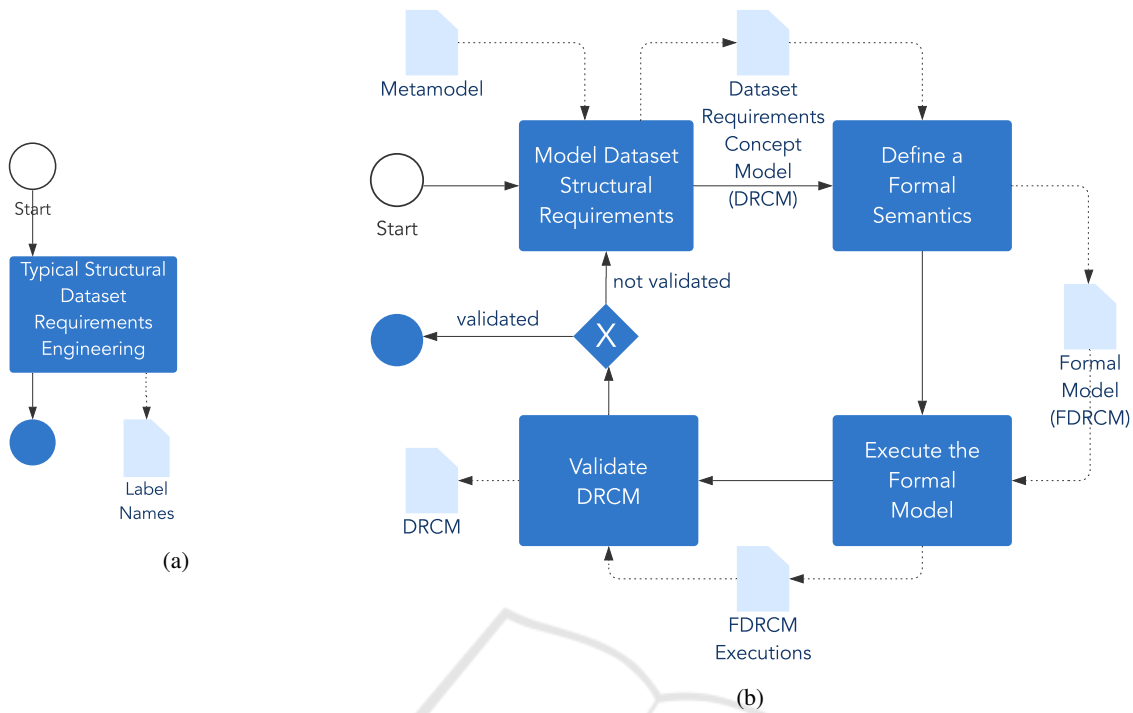 Start
Typical Structural
Dataset
Requirements
Engineering
Label
Names
(a)
Metamodel
Start
Model Dataset
Structural
Requirements
Dataset
Requirements
Concept
Model
(DRCM)
Define a
Formal
Semantics
Formal
Model
(FDRCM)
Execute the
Formal
Model
FDRCM
Executions
Validate
DRCM
DRCM
X
not validated
validated
(b)